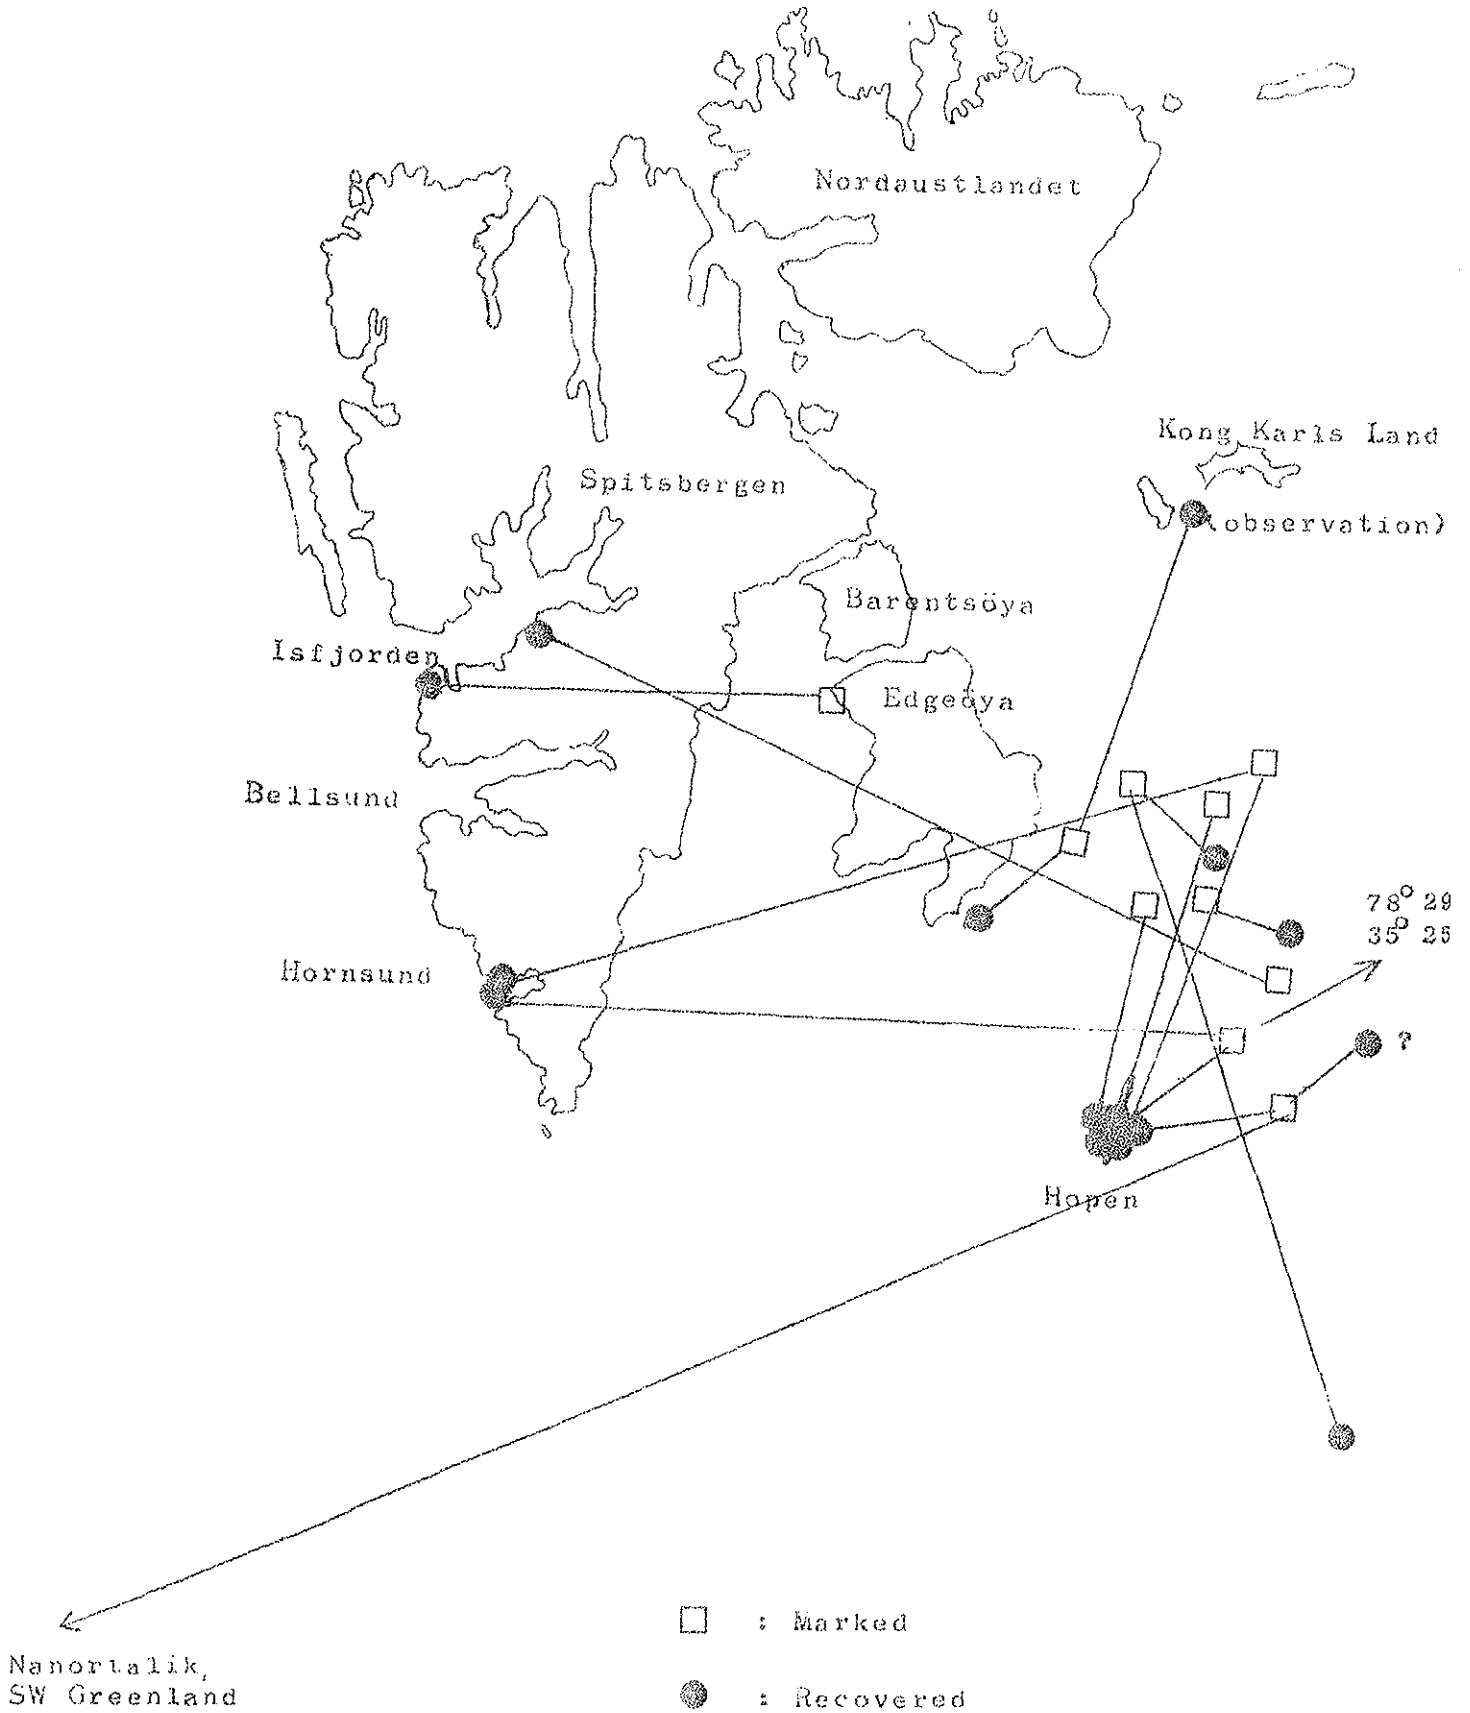 Nordaustlandet
Kong Karls Land
Spitsbergen
(observation)
Barentsöya
Isfjorden
Edgeöya
Bellsund
78° 29
35° 25
Hornsund
?
Hopen
: Marked
Nanortalik,
SW Greenland
: Recovered